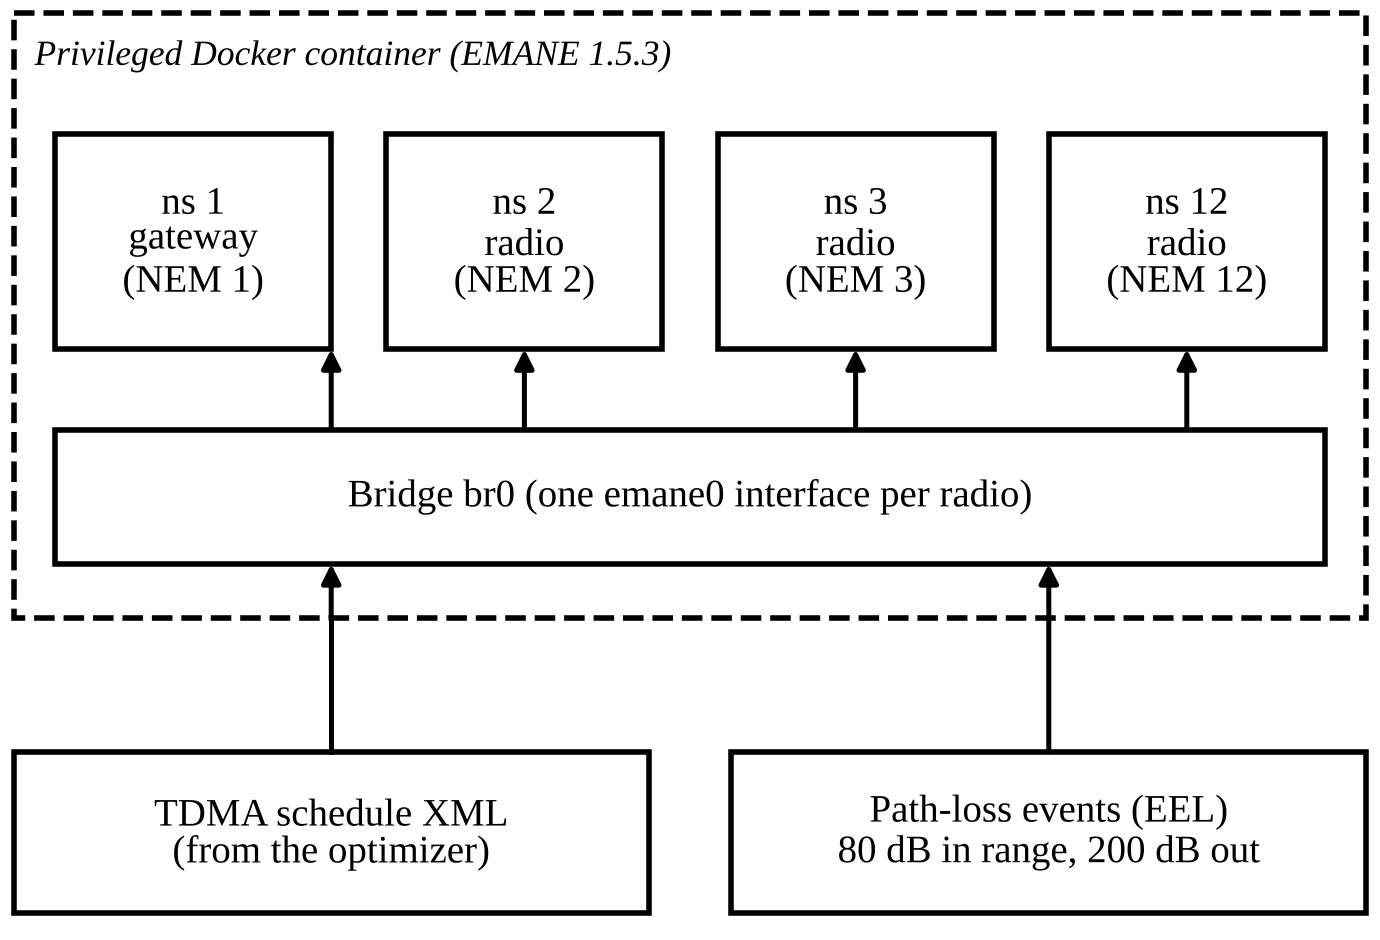 Privileged Docker container (EMANE 1.5.3)
ns 1
gateway
(NEM 1)
ns 2
radio
(NEM 2)
ns 3
radio
(NEM 3)
ns 12
radio
(NEM 12)
Bridge br0 (one emane0 interface per radio)
TDMA schedule XML
(from the optimizer)
Path-loss events (EEL)
80 dB in range, 200 dB out